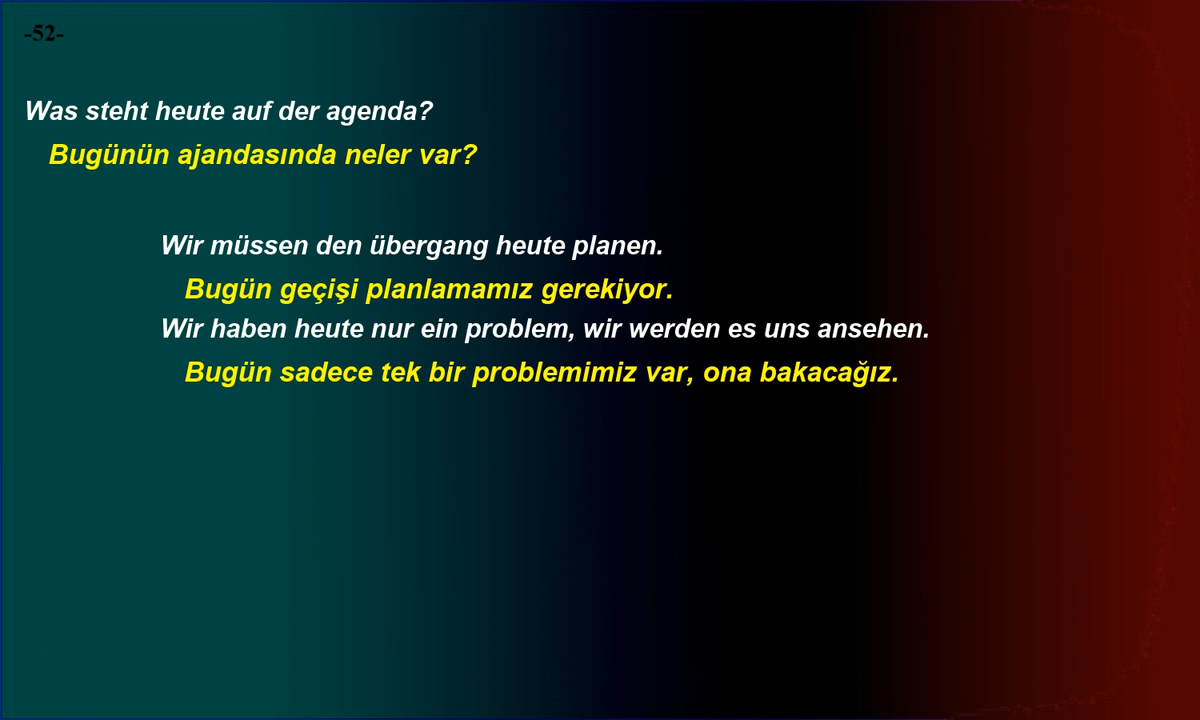 -52-
Was steht heute auf der agenda?
Bugünün ajandasında neler var?
Wir müssen den übergang heute planen.
Bugün geçişi planlamamız gerekiyor.
Wir haben heute nur ein problem, wir werden es uns ansehen.
Bugün sadece tek bir problemimiz var, ona bakacağız.